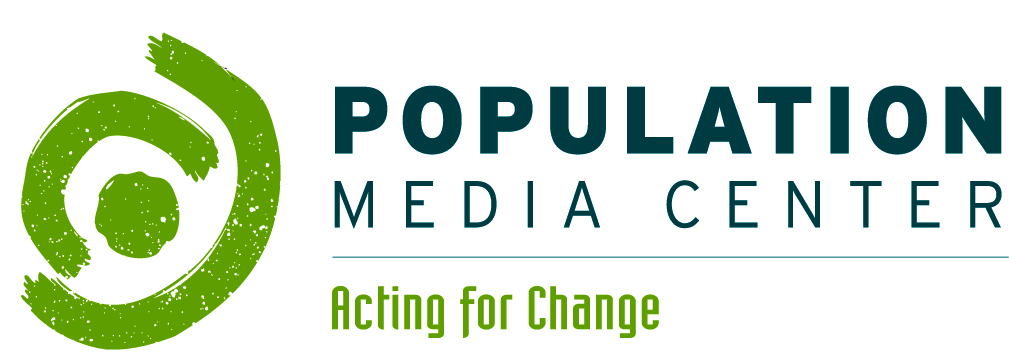 POPULATION
MEDIA CENTER
Acting for Change